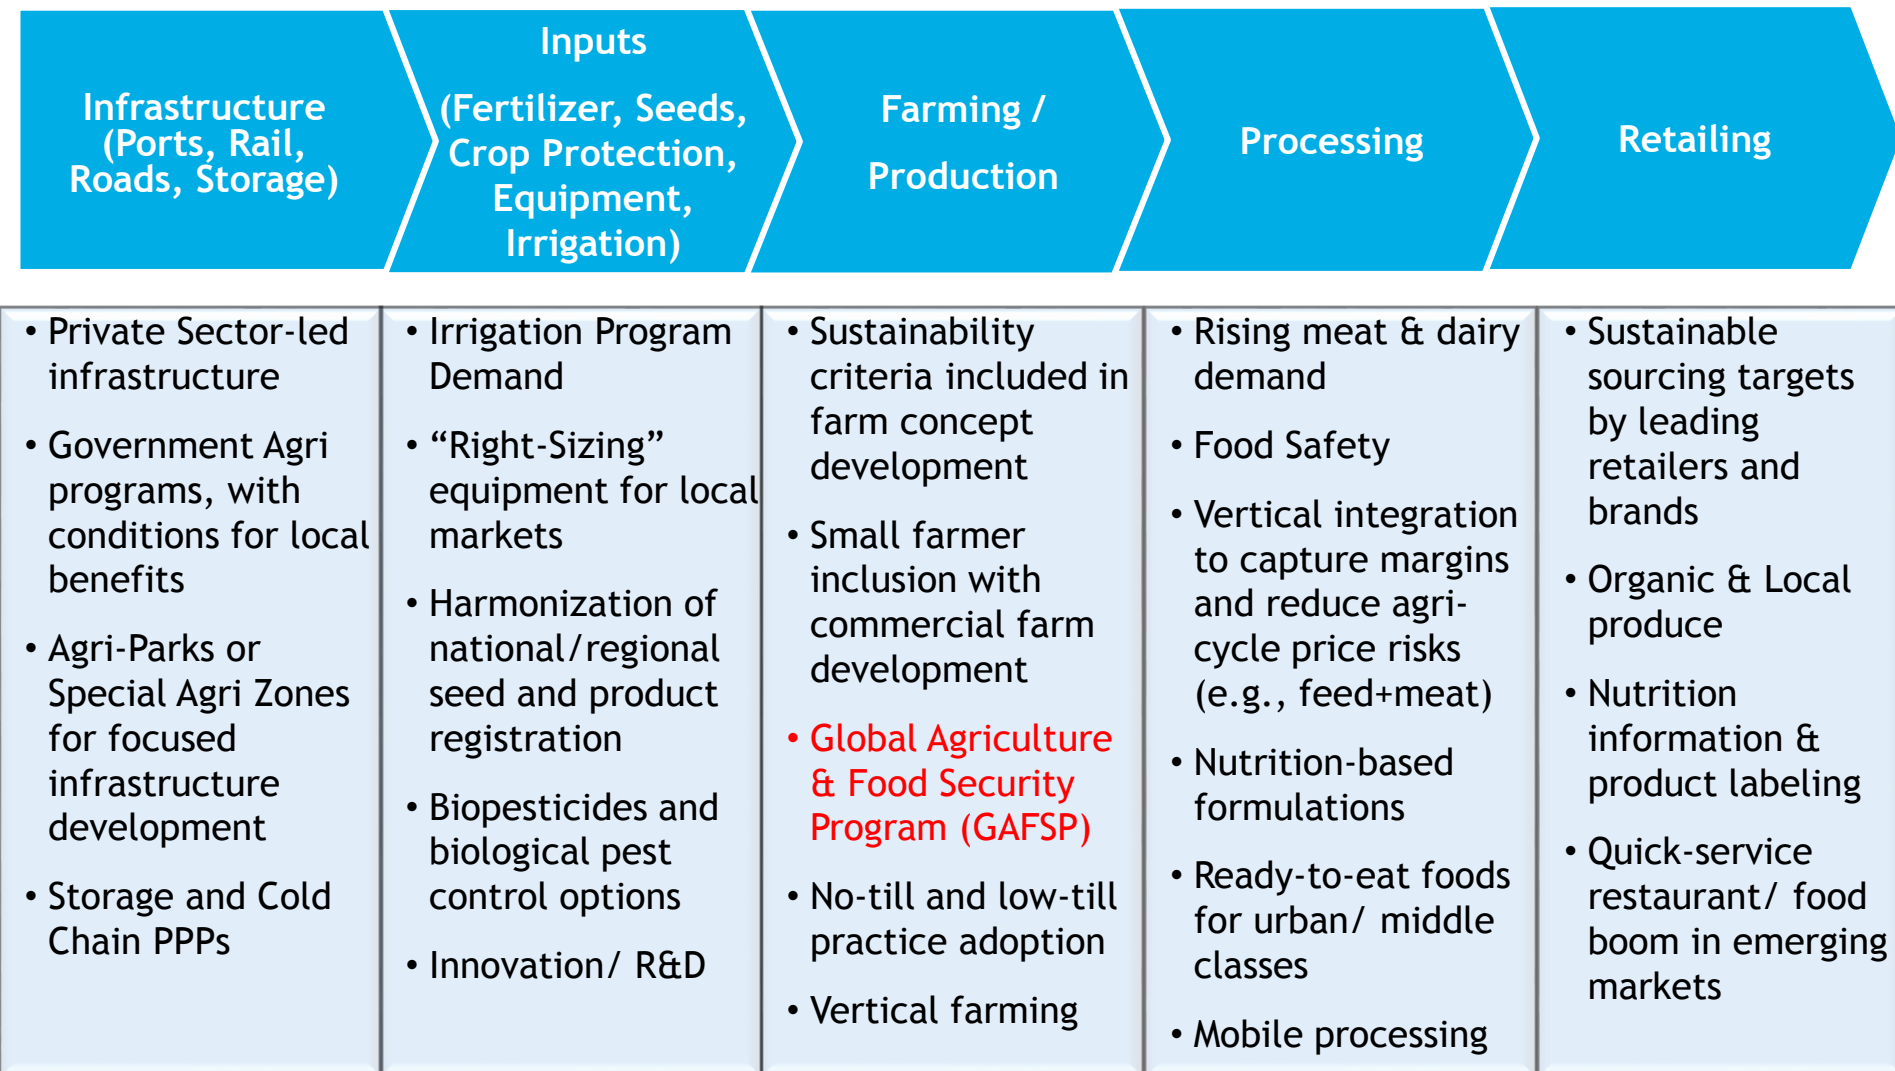 Infrastructure
(Ports, Rail,
Roads, Storage)
Inputs
(Fertilizer, Seeds,
Crop Protection,
Equipment,
Irrigation)
Farming /
Production
Processing
Retailing
• Private Sector-led
infrastructure
• Government Agri
programs, with
conditions for local
benefits
• Agri-Parks or
Special Agri Zones
for focused
infrastructure
development
• Storage and Cold
Chain PPPs
• Irrigation Program
Demand
• “Right-Sizing”
equipment for local
markets
• Harmonization of
national/regional
seed and product
registration
• Biopesticides and
biological pest
control options
• Innovation/ R&D
• Sustainability
criteria included in
farm concept
development
• Small farmer
inclusion with
commercial farm
development
• Global Agriculture
& Food Security
Program (GAFSP)
• No-till and low-till
practice adoption
• Vertical farming
• Rising meat & dairy
demand
• Food Safety
• Vertical integration
to capture margins
and reduce agri-
cycle price risks
(e.g., feed+meat)
• Nutrition-based
formulations
• Ready-to-eat foods
for urban/ middle
classes
• Mobile processing
• Sustainable
sourcing targets
by leading
retailers and
brands
• Organic & Local
produce
• Nutrition
information &
product labeling
• Quick-service
restaurant/ food
boom in emerging
markets